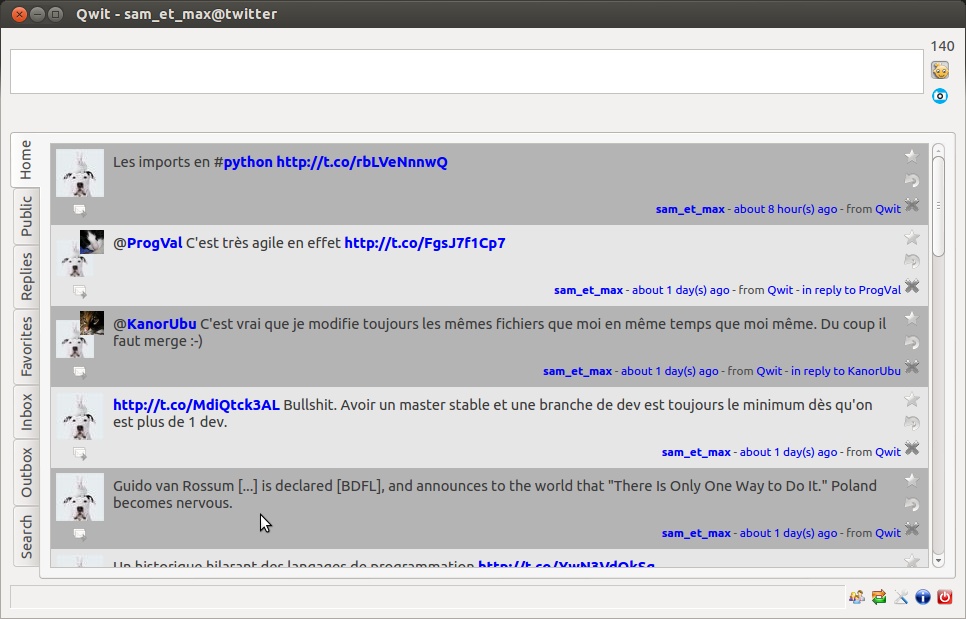 Qwit - sam_et_max@twitter
140
Home
Public
Replies
Favorites
Inbox
Outbox
Search
Les imports en #python http://t.co/rbLVeNnnwQ
sam_et_max - about 8 hour(s) ago - from Qwit
@ProgVal C'est très agile en effet http://t.co/FgsJ7f1Cp7
sam_et_max - about 1 day(s) ago - from Qwit - in reply to ProgVal
@KanorUbu C'est vrai que je modifie toujours les mêmes fichiers que moi en même temps que moi même. Du coup il
faut merge :-)
sam_et_max - about 1 day(s) ago - from Qwit - in reply to KanorUbu
http://t.co/MdiQtck3AL Bullshit. Avoir un master stable et une branche de dev est toujours le minimum dès qu'on
est plus de 1 dev.
sam_et_max - about 1 day(s) ago - from Qwit
Guido van Rossum [...] is declared [BDFL], and announces to the world that "There Is Only One Way to Do It." Poland
becomes nervous.
sam_et_max - about 1 day(s) ago - from Qwit
Un historique hilarant des langages de programmation